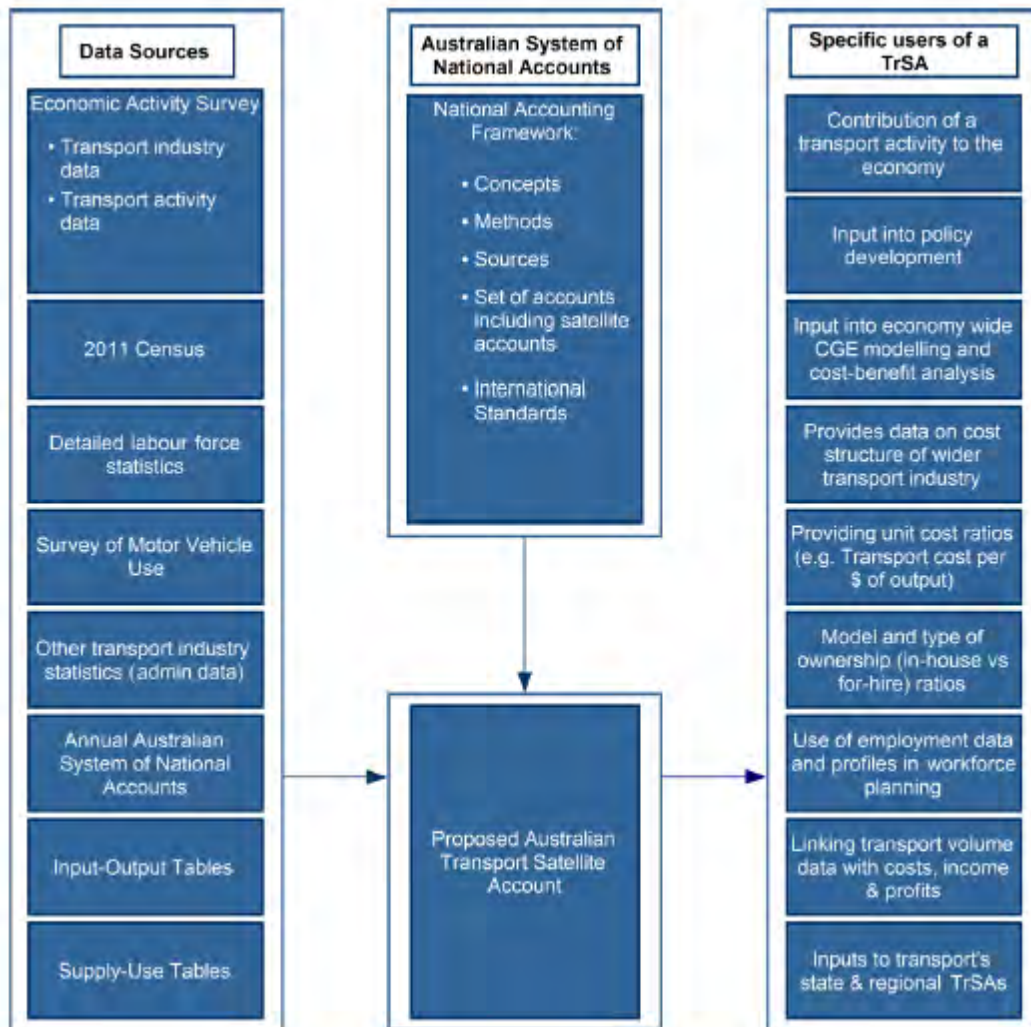 Data Sources
Economic Activity Survey
• Transport industry
data
• Transport activity
data
2011 Census
Detailed labour force
statistics
Survey of Motor Vehicle
Use
Other transport industry
statistics (admin data)
Annual Australian
System of National
Accounts
Input-Output Tables
Supply-Use Tables
Australian System of
National Accounts
National Accounting
Framework:
• Concepts
• Methods
• Sources
• Set of accounts
including satellite
accounts
• International
Standards
Proposed Australian
Transport Satellite
Account
Specific users of a
TrSA
Contribution of a
transport activity to the
economy
Input into policy
development
Input into economy wide
CGE modelling and
cost-benefit analysis
Provides data on cost
structure of wider
transport industry
Providing unit cost ratios
(e.g. Transport cost per
$ of output)
Model and type of
ownership (in-house vs
for-hire) ratios
Use of employment data
and profiles in workforce
planning
Linking transport volume
data with costs, income
& profits
Inputs to transport's
state & regional TrSAs